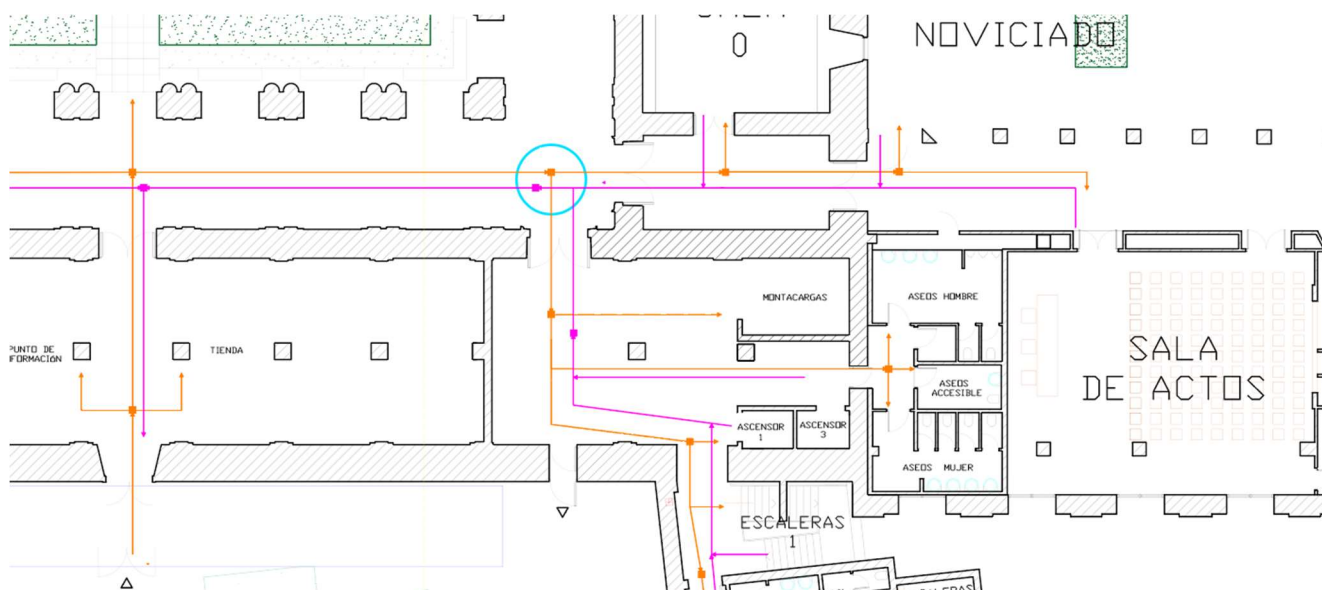 NOVICIADO
0
MONTACARGAS
ASEOS HOMBRE
PUNTO DE
TIENDA
SALA
DE ACTOS
ASEOS
ACCESIBLE
ASCENSOR
1
ASCENSOR
3
ASEOS MUJER
ESCALERAS
1